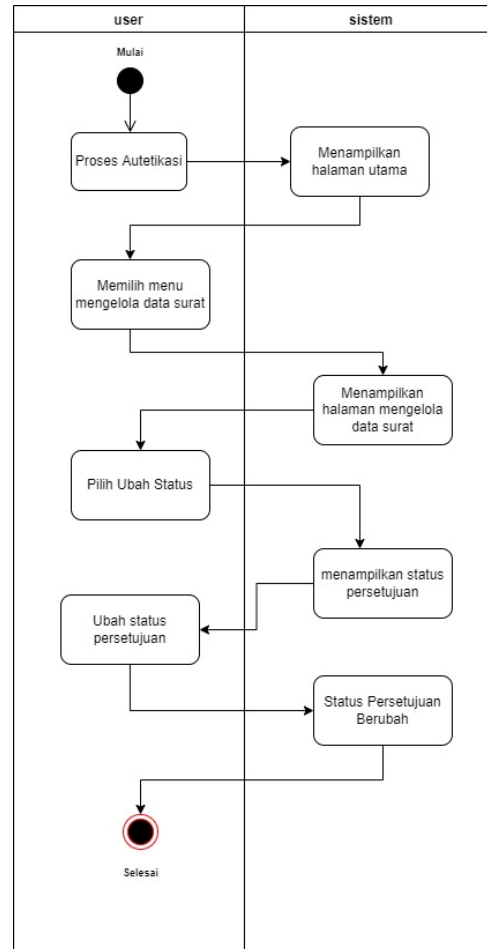 user
sistem
Mulai
Proses Autetikasi
Menampilkan
halaman utama
Memilih menu
mengelola data surat
Menampilkan
halaman mengelola
data surat
Pilih Ubah Status
menampilkan status
persetujuan
Ubah status
persetujuan
Status Persetujuan
Berubah
Selesai